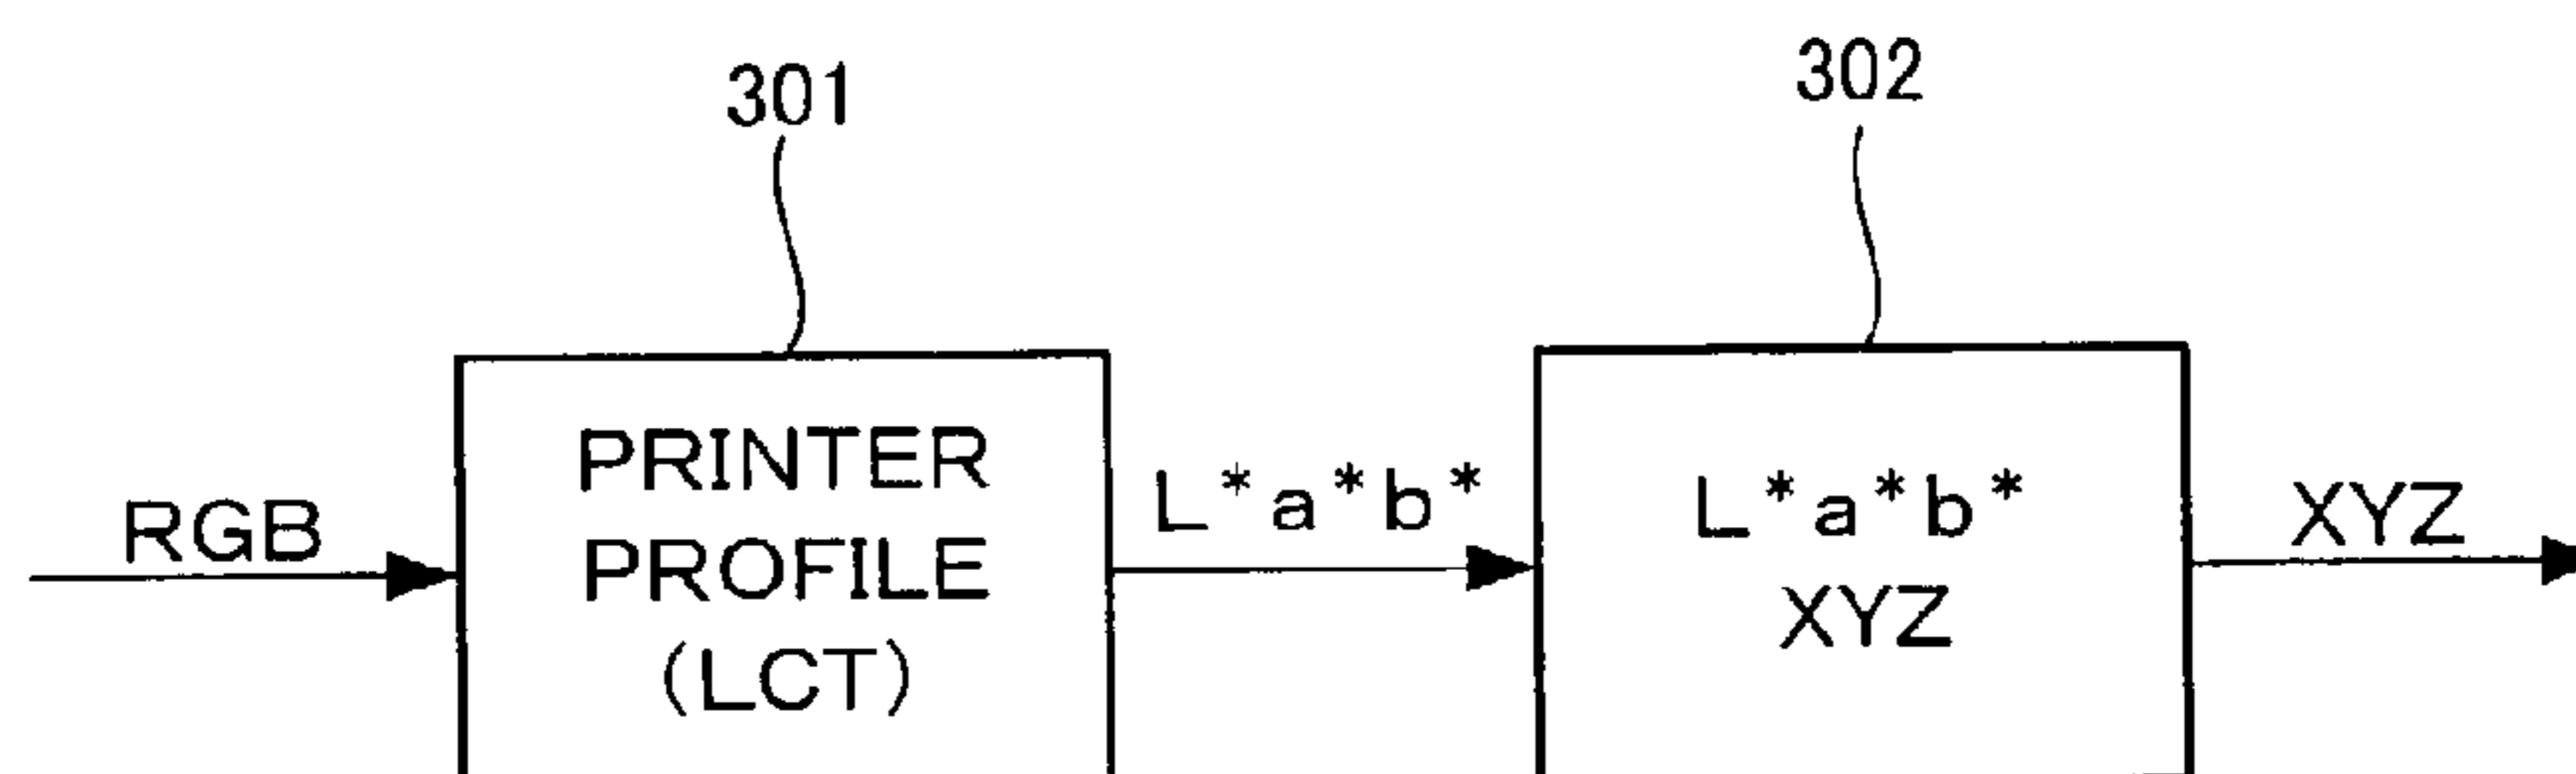 301
302
RGB
PRINTER
PROFILE
(LCT)
L*a*b*
L*a*b*
XYZ
XYZ